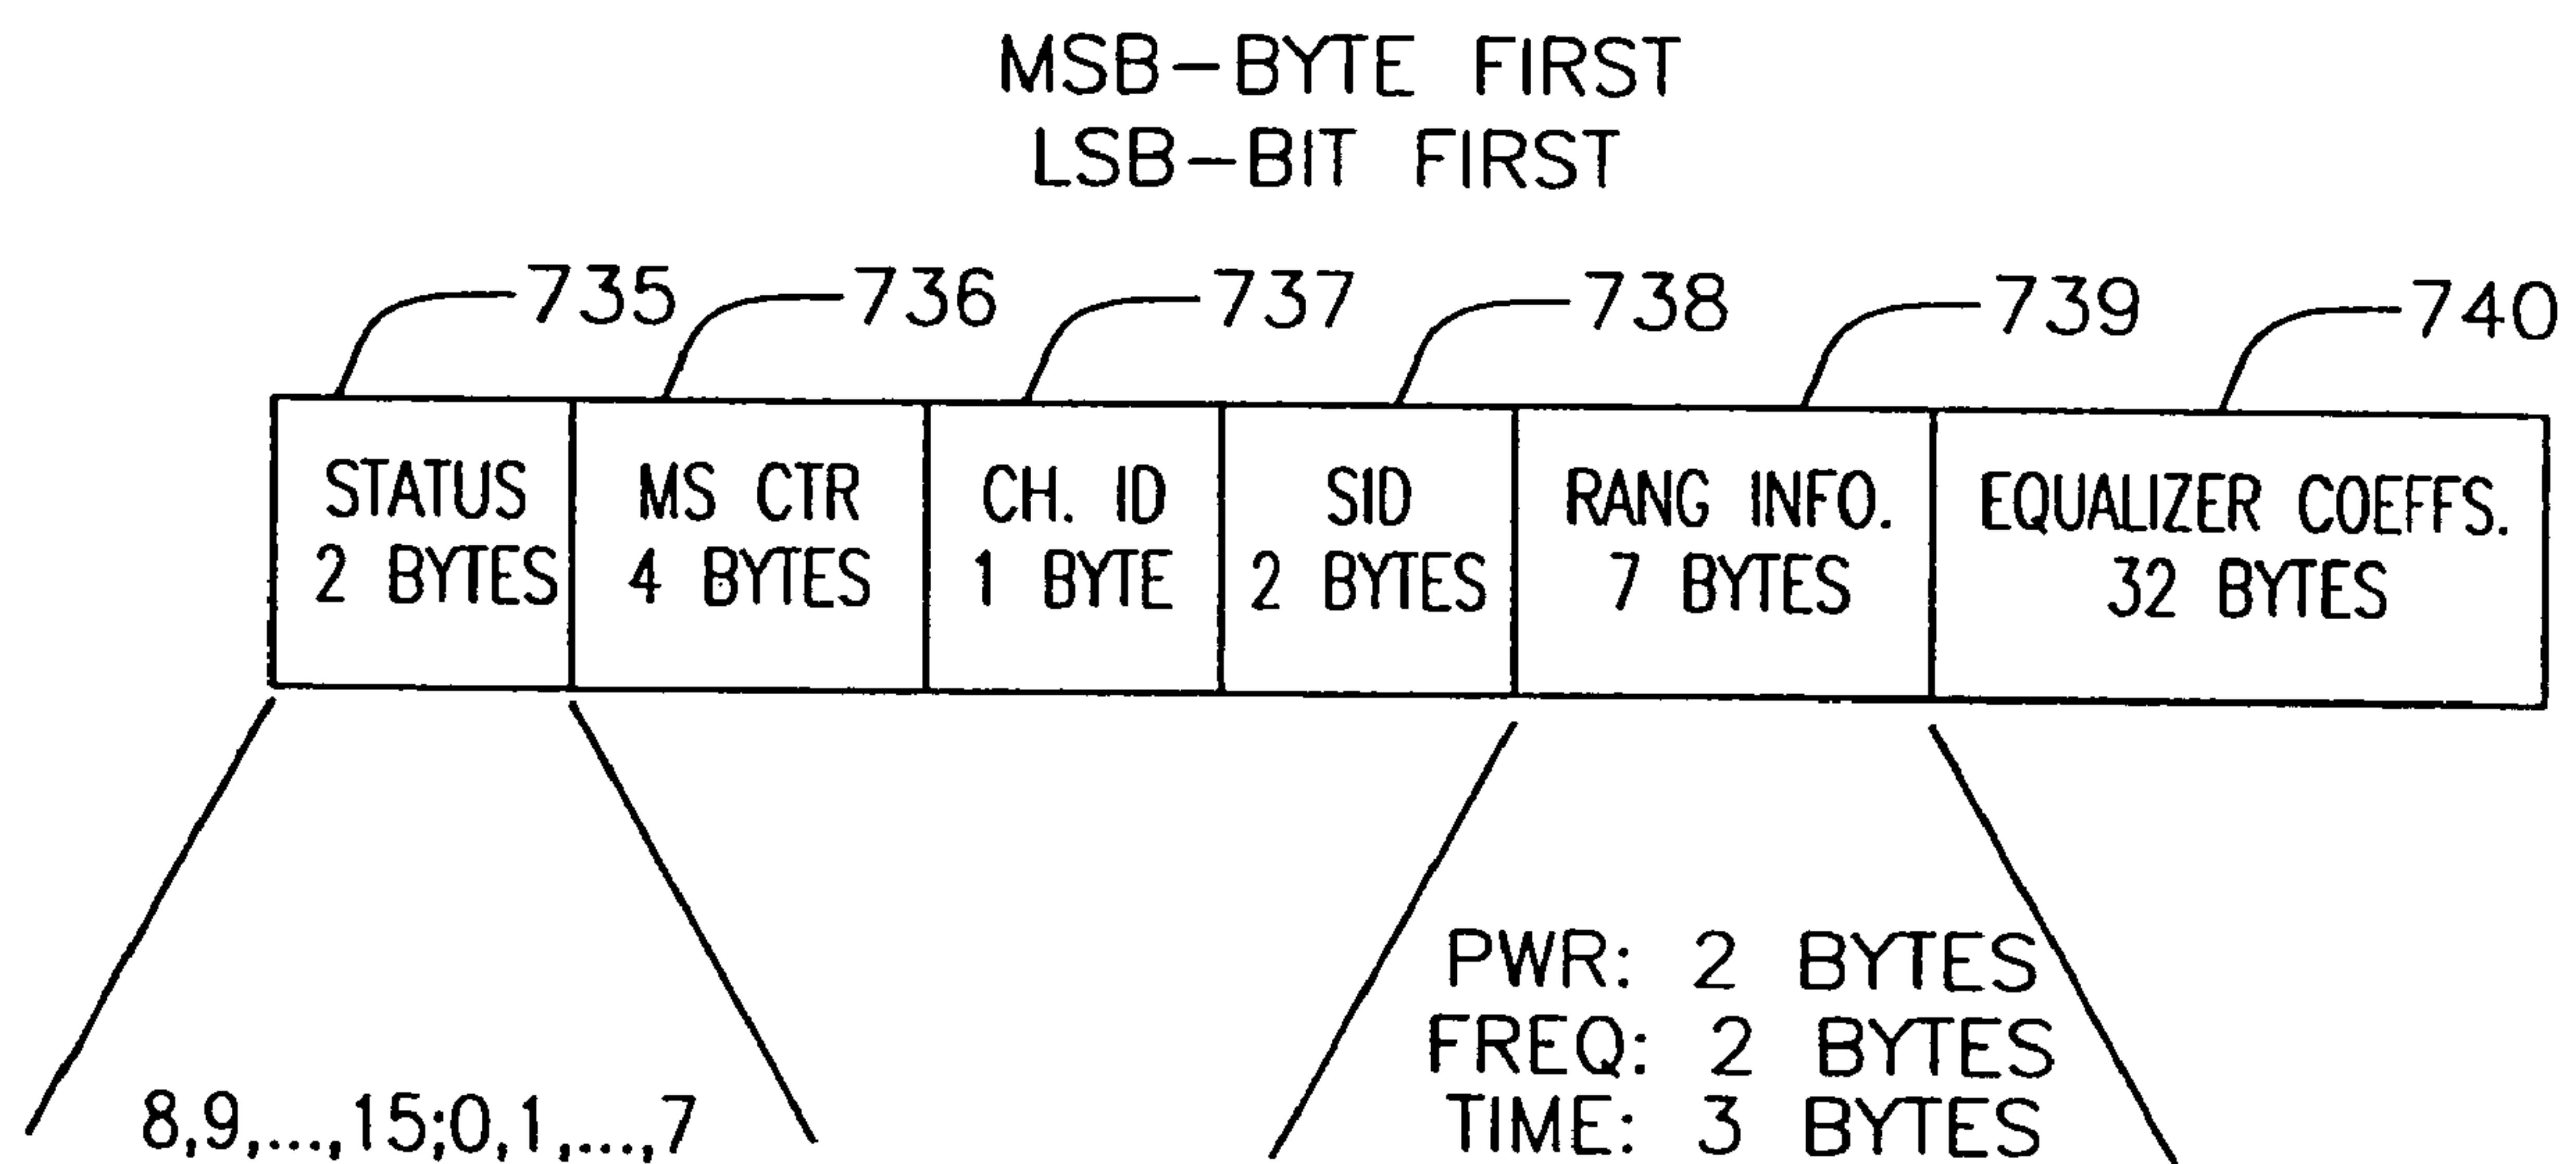 MSB-BYTE FIRST
LSB-BIT FIRST
735 736 737 738 739 740
STATUS MS CTR CH. ID SID RANG INFO. EQUALIZER COEFFS.
2 BYTES 4 BYTES 1 BYTE 2 BYTES 7 BYTES 32 BYTES
PWR: 2 BYTES
FREQ: 2 BYTES
8,9,...,15;0,1,...,7 TIME: 3 BYTES